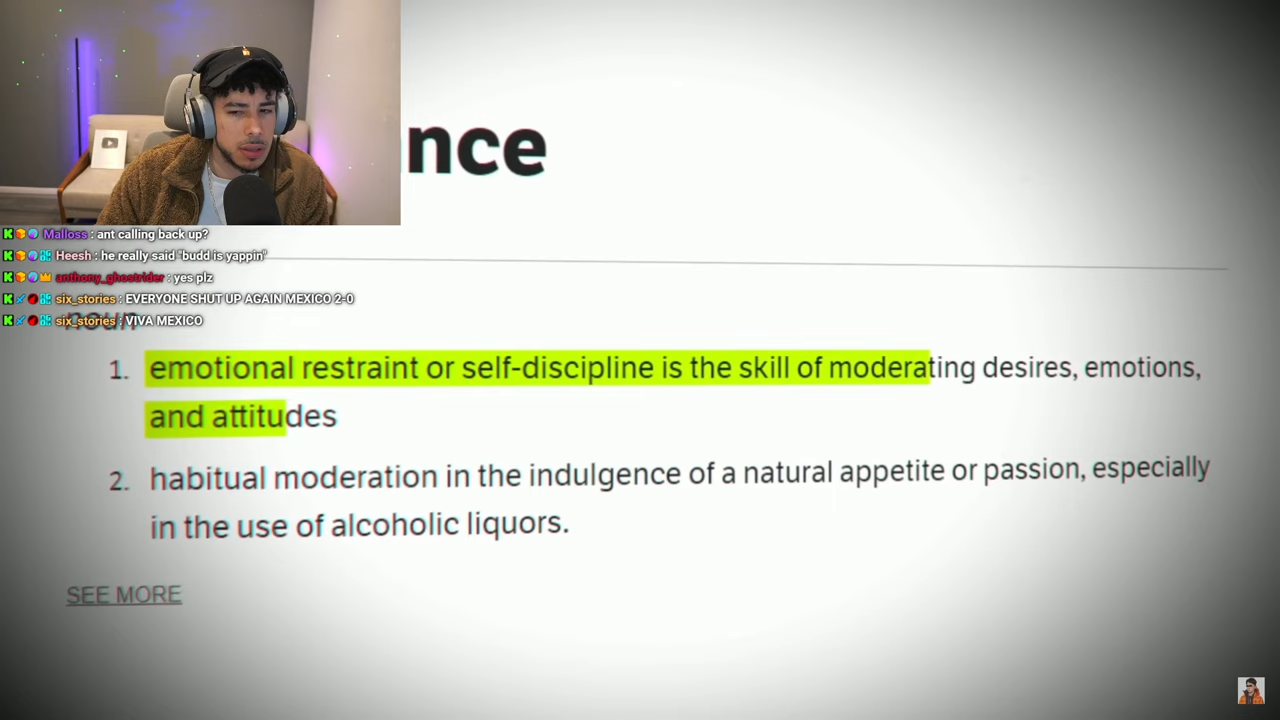 nce
Malloss : ant calling back up?
Heesh : he really said "budd is yappin"
anthony_ghostrider : yes plz
six_stories : EVERYONE SHUT UP AGAIN MEXICO 2-0
six_stories : VIVA MEXICO
noun
1. emotional restraint or self-discipline is the skill of moderating desires, emotions,
and attitudes
2. habitual moderation in the indulgence of a natural appetite or passion, especially
in the use of alcoholic liquors.
SEE MORE